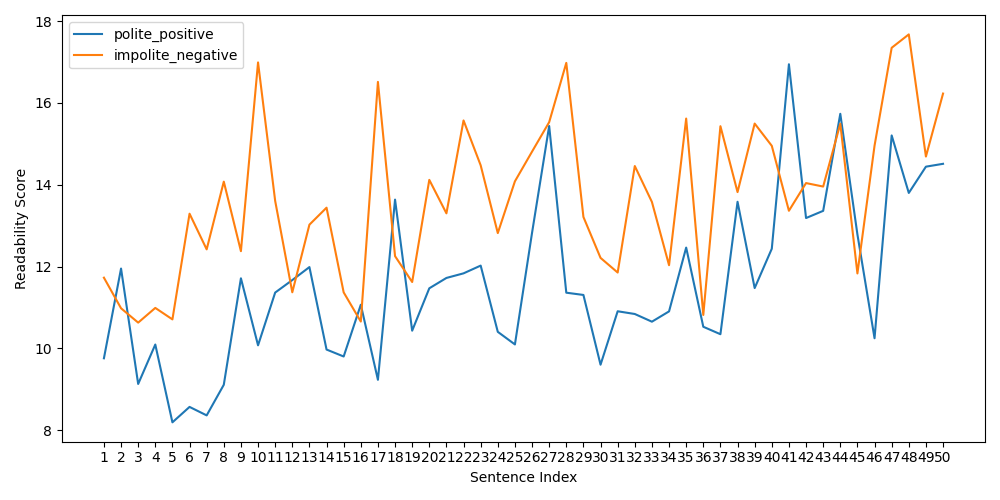 18
16
14
12
10
8
Readability Score
polite_positive
impolite_negative
1 2 3 4 5 6 7 8 9 10 11 12 13 14 15 16 17 18 19 20 21 22 23 24 25 26 27 28 29 30 31 32 33 34 35 36 37 38 39 40 41 42 43 44 45 46 47 48 49 50
Sentence Index